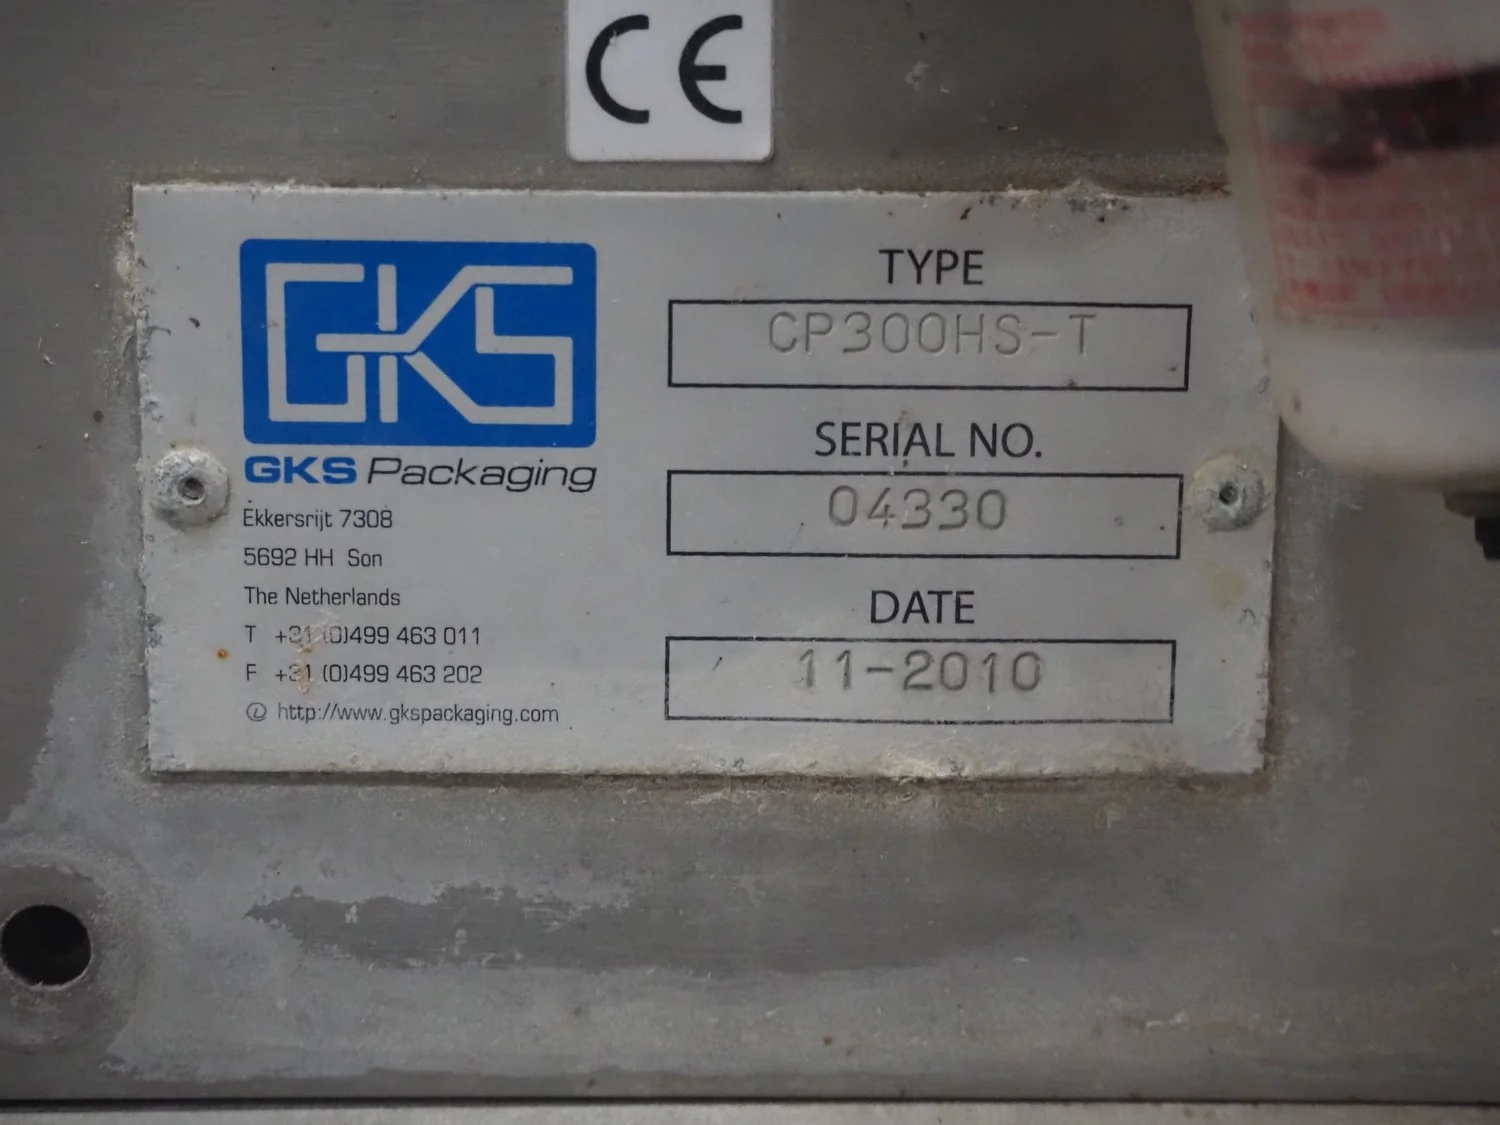 CE
GKS
GKS Packaging
Ekkersrijt 7308
5692 HH Son
The Netherlands
T +31 (0)499 463 011
F +31 (0)499 463 202
http://www.gkspackaging.com
TYPE
CP300HS-T
SERIAL NO.
04330
DATE
11-2010